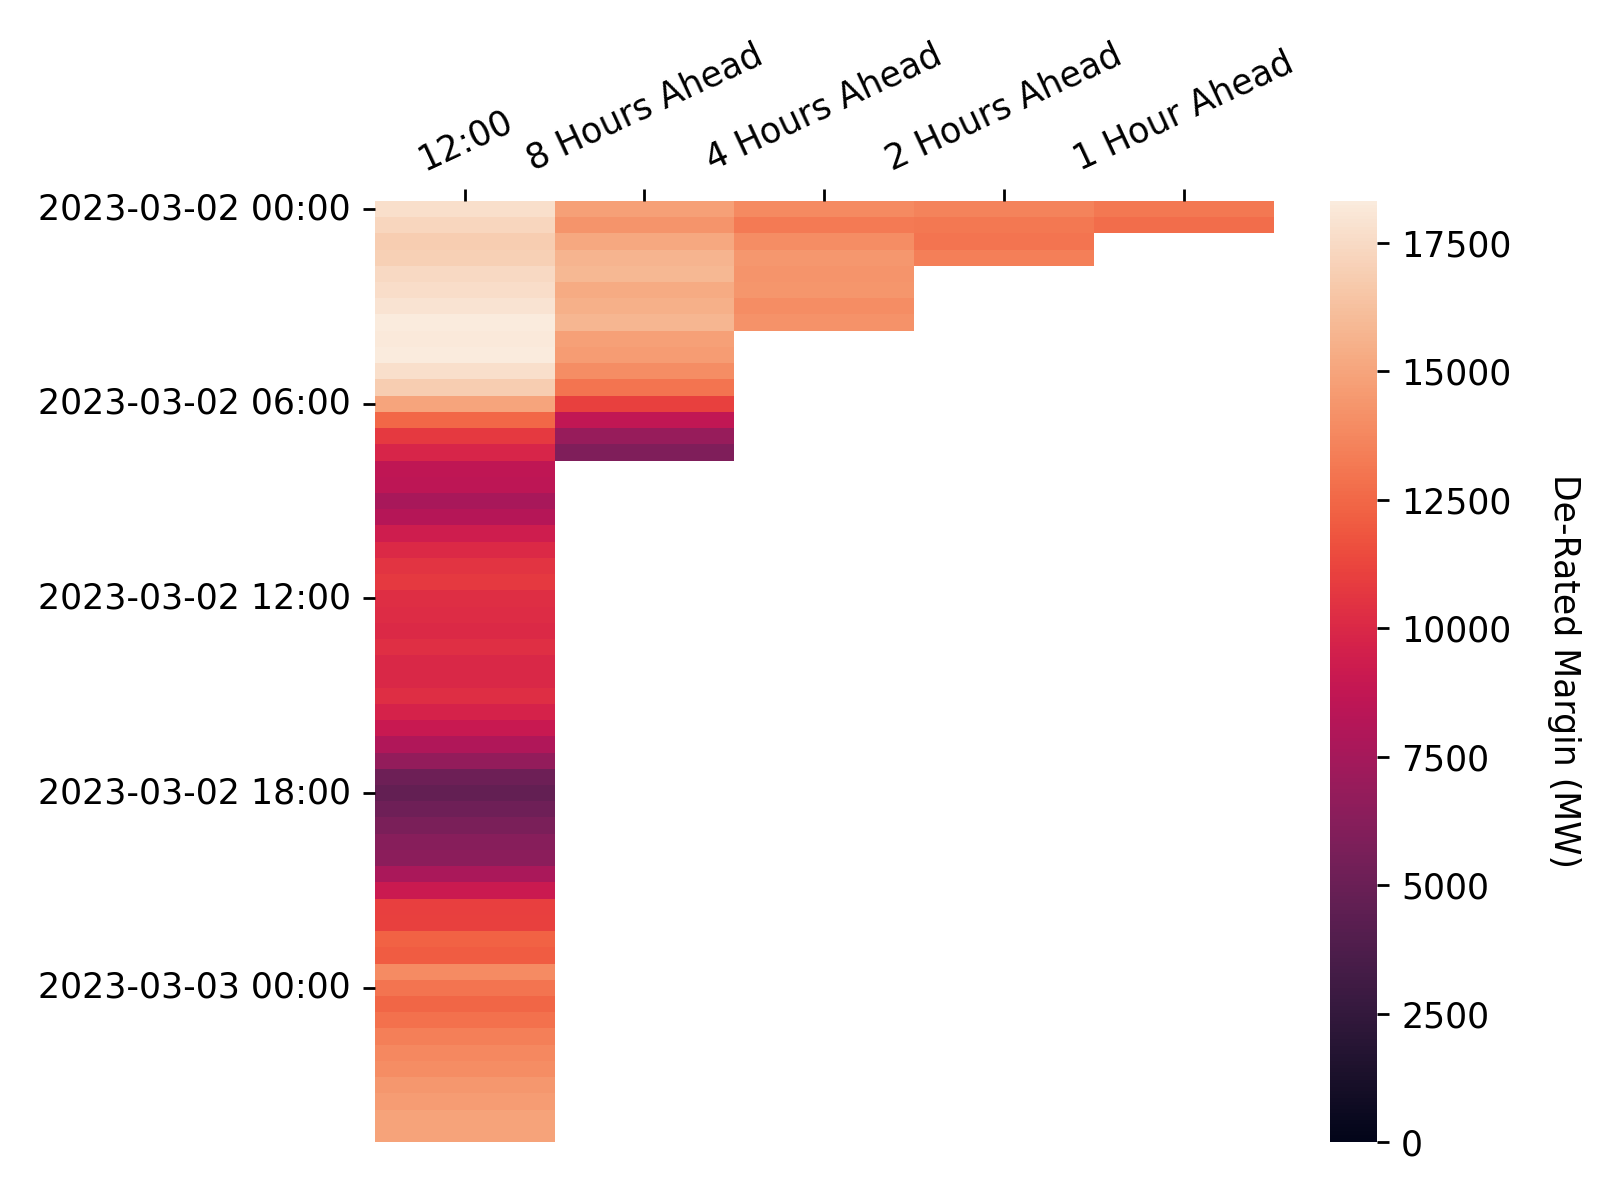 12:00
8 Hours Ahead
4 Hours Ahead
2 Hours Ahead
1 Hour Ahead
2023-03-02 00:00
2023-03-02 06:00
2023-03-02 12:00
2023-03-02 18:00
2023-03-03 00:00
17500
15000
12500
10000
7500
5000
2500
0
De-Rated Margin (MW)